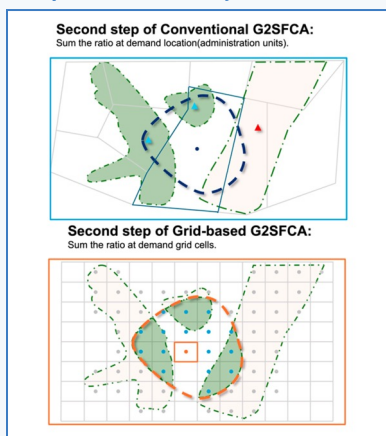 Second step of Conventional G2SFCA:
Sum the ratio at demand location(administration units).
Second step of Grid-based G2SFCA:
Sum the ratio at demand grid cells.